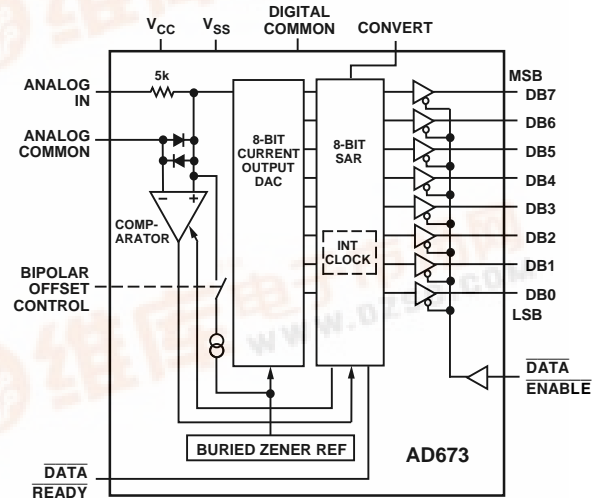 VCC
VSS
DIGITAL
COMMON
CONVERT
ANALOG
IN
5k
MSB
DB7
DB6
ANALOG
COMMON
8-BIT
CURRENT
OUTPUT
DAC
8-BIT
SAR
DB5
DB4
– +
DB3
COMP-
ARATOR
INT
CLOCK
DB2
BIPOLAR
OFFSET
CONTROL
DB1
DB0
LSB
DATA
ENABLE
BURIED ZENER REF
AD673
DATA
READY